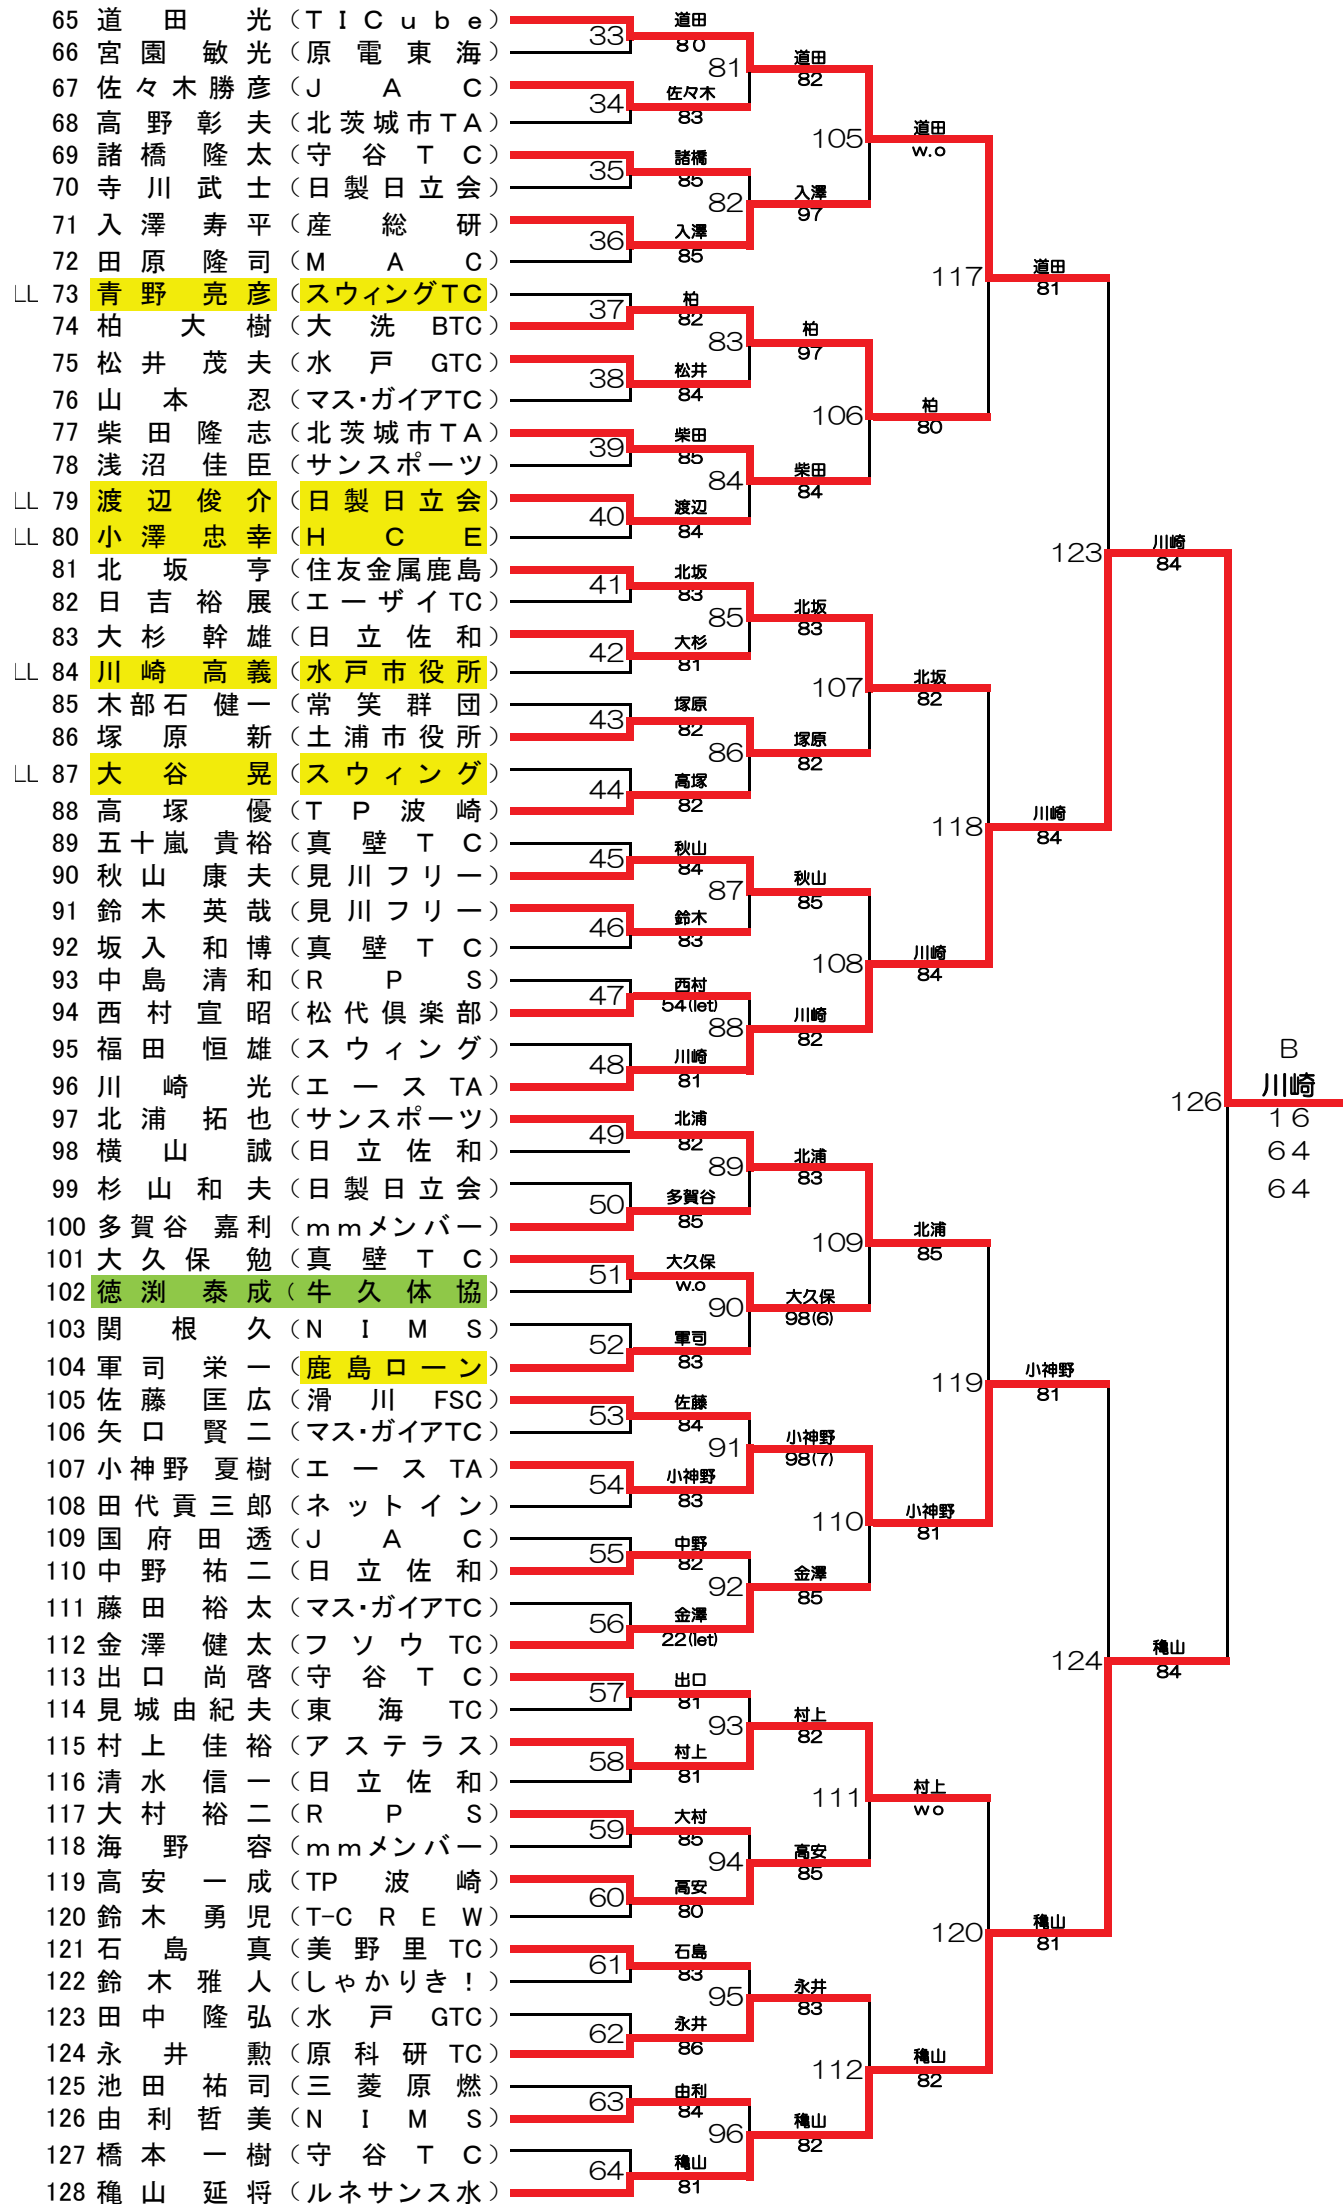 65 道田 光 (TICube)
66 宮園 敏光 (原電東海)
67 佐々木勝彦 (JAC)
68 高野彰夫 (北茨城市TA)
69 諸橋 隆太 (守谷TC)
70 寺川武士 (日製日立会)
71 入澤 寿平 (産総研)
72 田原 隆司 (MAC)
LL 73 青野 亮彦 (スウィングTC)
74 柏 大樹 (大洗BTC)
75 松井 茂夫 (水戸GTC)
76 山本 忍 (マス・ガイアTC)
77 柴田隆志 (北茨城市TA)
78 浅沼 佳臣 (サンスポーツ)
LL 79 渡辺俊介 (日製日立会)
LL 80 小澤 忠幸 (HCE)
81 北坂 亨 (住友金属鹿島)
82 日吉裕展 (エーザイTC)
83 大杉 幹雄 (日立佐和)
LL 84 川崎 高義 (水戸市役所)
85 木部石 健一 (常笑群団)
86 塚原 新 (土浦市役所)
LL 87 大谷 晃 (スウィング)
88 高塚 優 (TP波崎)
89 五十嵐 貴裕 (真壁TC)
90 秋山 康夫 (見川フリー)
91 鈴木 英哉 (見川フリー)
92 坂入 和博 (真壁TC)
93 中島 清和 (RPS)
94 西村宣昭 (松代倶楽部)
95 福田 恒雄 (スウィング)
96 川崎 光 (エースTA)
97 北浦 拓也 (サンスポーツ)
98 横山 誠 (日立佐和)
99 杉山和夫 (日製日立会)
100 多賀谷 嘉利 (mmメンバー)
101 大久保 勉 (真壁TC)
102 徳渕 泰成 (牛久体協)
103 関根 久 (NIMS)
104 軍司 栄一 (鹿島ローン)
105 佐藤 匡広 (滑川FSC)
106 矢口 賢二 (マス・ガイアTC)
107 小神野 夏樹 (エースTA)
108 田代貢三郎 (ネットイン)
109 国府田透 (JAC)
110 中野 祐二 (日立佐和)
111 藤田 裕太 (マス・ガイアTC)
112 金澤 健太 (フソウTC)
113 出口 尚啓 (守谷TC)
114 見城由紀夫 (東海TC)
115 村上 佳裕 (アステラス)
116 清水 信一 (日立佐和)
117 大村 裕二 (RPS)
118 海野 容 (mmメンバー)
119 高安 一成 (TP波崎)
120 鈴木 勇児 (T-CREW)
121 石島 真 (美野里TC)
122 鈴木雅人 (しゃかりき!)
123 田中 隆弘 (水戸GTC)
124 永井 勲 (原科研TC)
125 池田 祐司 (三菱原燃)
126 由利哲美 (NIMS)
127 橋本 一樹 (守谷TC)
128 穐山 延将 (ルネサンス水)
33 道田 80
34 佐々木 83
35 諸橋 85
36 入澤 85
37 柏 82
38 松井 84
39 柴田 85
40 渡辺 84
41 北坂 83
42 大杉 81
43 塚原 82
44 高塚 82
45 秋山 84
46 鈴木 83
47 西村 54(let)
48 川崎 81
49 北浦 82
50 多賀谷 85
51 大久保 w.o
52 軍司 83
53 佐藤 84
54 小神野 83
55 中野 82
56 金澤 22(let)
57 出口 81
58 村上 81
59 大村 85
60 高安 80
61 石島 83
62 永井 86
63 由利 84
64 穐山 81
81 道田 82
82 入澤 97
83 柏 97
84 柴田 84
85 北坂 83
86 塚原 82
87 秋山 85
88 川崎 82
89 北浦 83
90 大久保 98(6)
91 小神野 98(7)
92 金澤 85
93 村上 82
94 高安 85
95 永井 83
96 穐山 82
105 道田 w.o
106 柏 80
107 北坂 82
108 川崎 84
109 北浦 85
110 小神野 81
111 村上 wo
112 穐山 82
117 道田 81
118 川崎 84
119 小神野 81
120 穐山 81
123 川崎 84
124 穐山 84
126
B
川崎
16
64
64